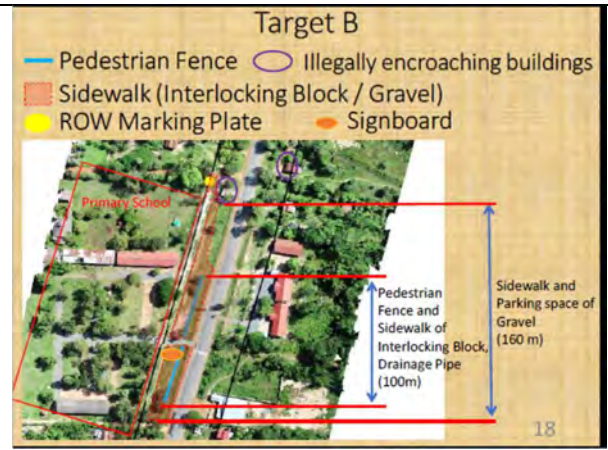 Target B
Pedestrian Fence
Illegally encroaching buildings
Sidewalk (Interlocking Block / Gravel)
ROW Marking Plate
Signboard
Primary School
Pedestrian
Fence and
Sidewalk of
Interlocking Block,
Drainage Pipe
(100m)
Sidewalk and
Parking space of
Gravel
(160 m)
18